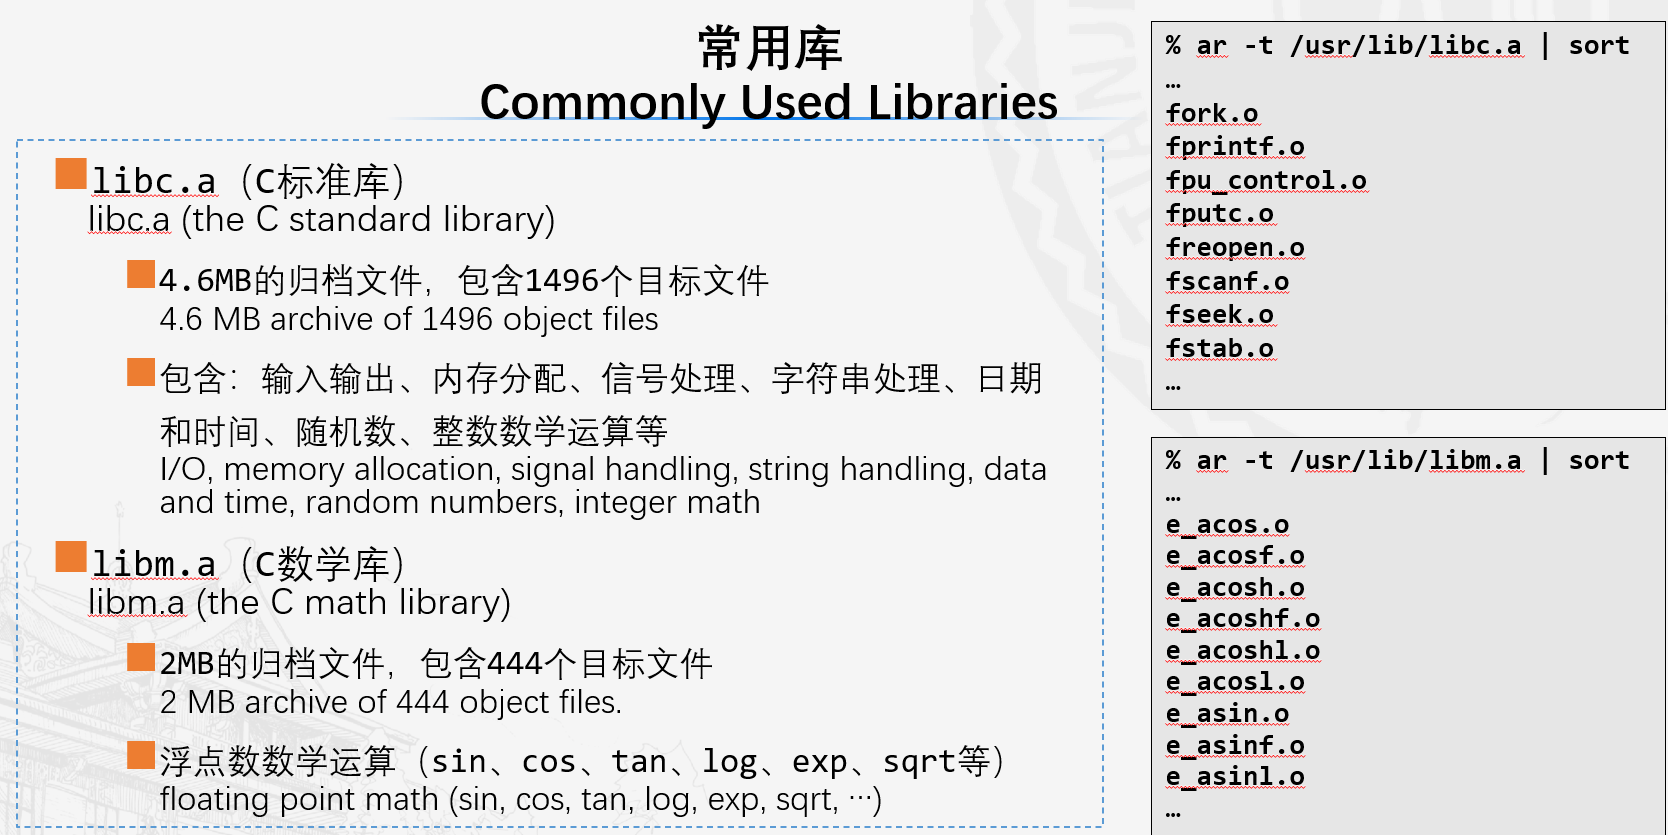 常用库
Commonly Used Libraries
libc.a（C标准库）
libc.a (the C standard library)
4.6MB的归档文件，包含1496个目标文件
4.6 MB archive of 1496 object files
包含：输入输出、内存分配、信号处理、字符串处理、日期
和时间、随机数、整数数学运算等
I/O, memory allocation, signal handling, string handling, data
and time, random numbers, integer math
libm.a（C数学库）
libm.a (the C math library)
2MB的归档文件，包含444个目标文件
2 MB archive of 444 object files.
浮点数数学运算（sin、cos、tan、log、exp、sqrt等）
floating point math (sin, cos, tan, log, exp, sqrt, …)
% ar -t /usr/lib/libc.a | sort
…
fork.o
fprintf.o
fpu_control.o
fputc.o
freopen.o
fscanf.o
fseek.o
fstab.o
…
% ar -t /usr/lib/libm.a | sort
…
e_acos.o
e_acosf.o
e_acosh.o
e_acoshf.o
e_acoshl.o
e_acosl.o
e_asin.o
e_asinf.o
e_asinl.o
…